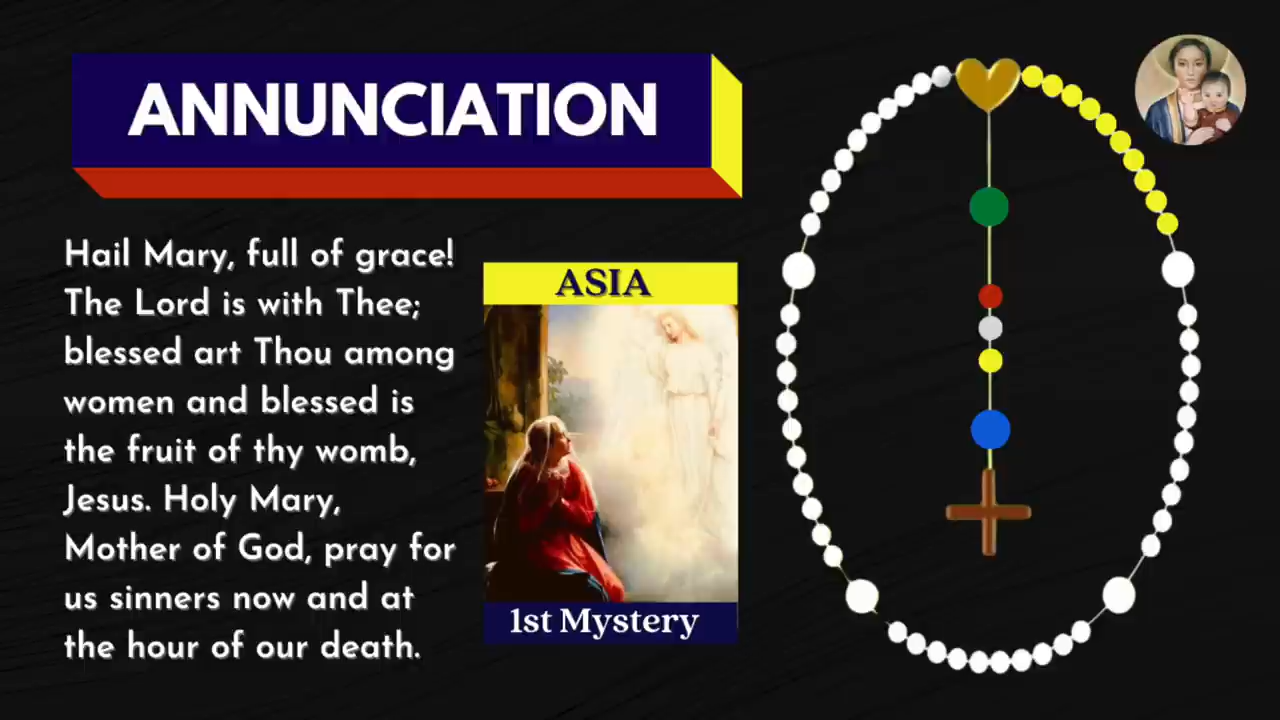 ANNUNCIATION
Hail Mary, full of grace!
The Lord is with Thee;
blessed art Thou among
women and blessed is
the fruit of thy womb,
Jesus. Holy Mary,
Mother of God, pray for
us sinners now and at
the hour of our death.
ASIA
1st Mystery